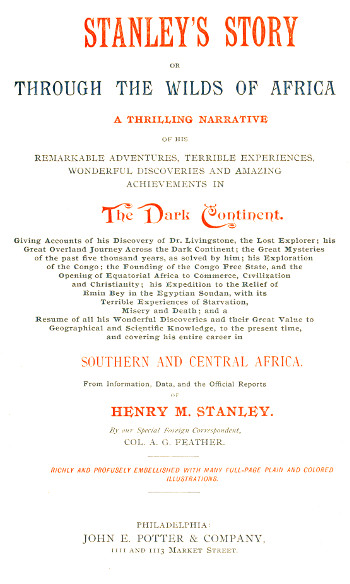 STANLEY'S STORY
OR
THROUGH THE WILDS OF AFRICA
A THRILLING NARRATIVE
OF HIS
REMARKABLE ADVENTURES, TERRIBLE EXPERIENCES,
WONDERFUL DISCOVERIES AND AMAZING
ACHIEVEMENTS IN
The Dark Continent.
Giving Accounts of his Discovery of Dr. Livingstone, the Lost Explorer; his
Great Overland Journey Across the Dark Continent; the Great Mysteries
of the past five thousand years, as solved by him; his Exploration
of the Congo; the Founding of the Congo Free State, and the
Opening of Equatorial Africa to Commerce, Civilization
and Christianity; his Expedition to the Relief of
Emin Bey in the Egyptian Soudan, with its
Terrible Experiences of Starvation,
Misery and Death; and a
Resume of all his Wonderful Discoveries and their Great Value to
Geographical and Scientific Knowledge, to the present time,
and covering his entire career in
SOUTHERN AND CENTRAL AFRICA.
From Information, Data, and the Official Reports
OF
HENRY M. STANLEY.
By our Special Foreign Correspondent,
COL. A. G. FEATHER.
RICHLY AND PROFUSELY EMBELLISHED WITH MANY FULL-PAGE PLAIN AND COLORED
ILLUSTRATIONS.
PHILADELPHIA:
JOHN E. POTTER & COMPANY,
1111 AND 1113 MARKET STREET.